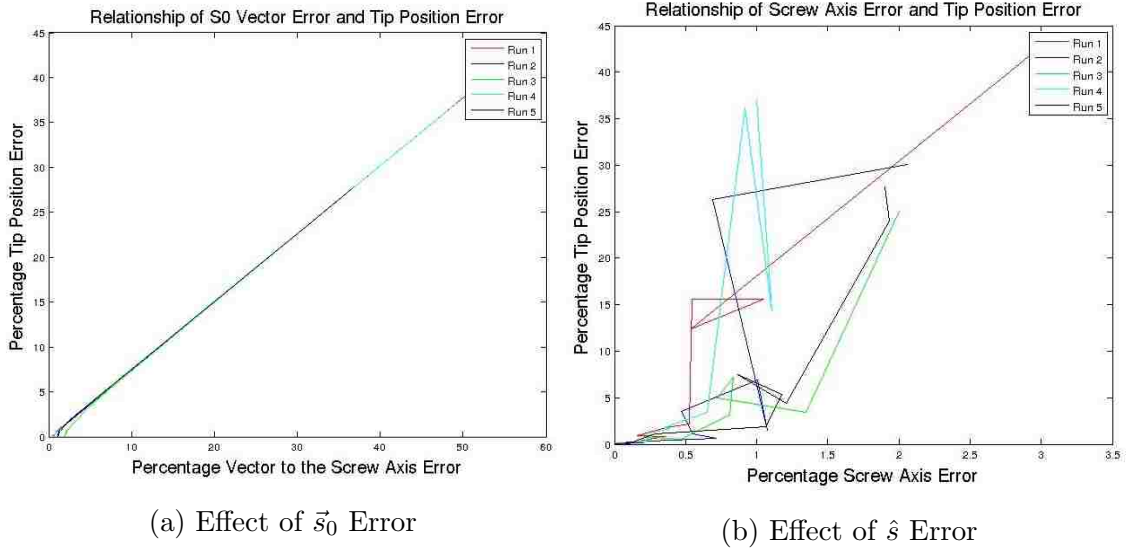 Relationship of S0 Vector Error and Tip Position Error
45
40
35
30
25
20
15
10
5
0
0 10 20 30 40 50 60
Percentage Tip Position Error
Percentage Vector to the Screw Axis Error
Run 1
Run 2
Run 3
Run 4
Run 5
(a) Effect of s⃗0 Error
Relationship of Screw Axis Error and Tip Position Error
45
40
35
30
25
20
15
10
5
0
0 0.5 1 1.5 2 2.5 3 3.5
Percentage Tip Position Error
Percentage Screw Axis Error
Run 1
Run 2
Run 3
Run 4
Run 5
(b) Effect of ŝ Error